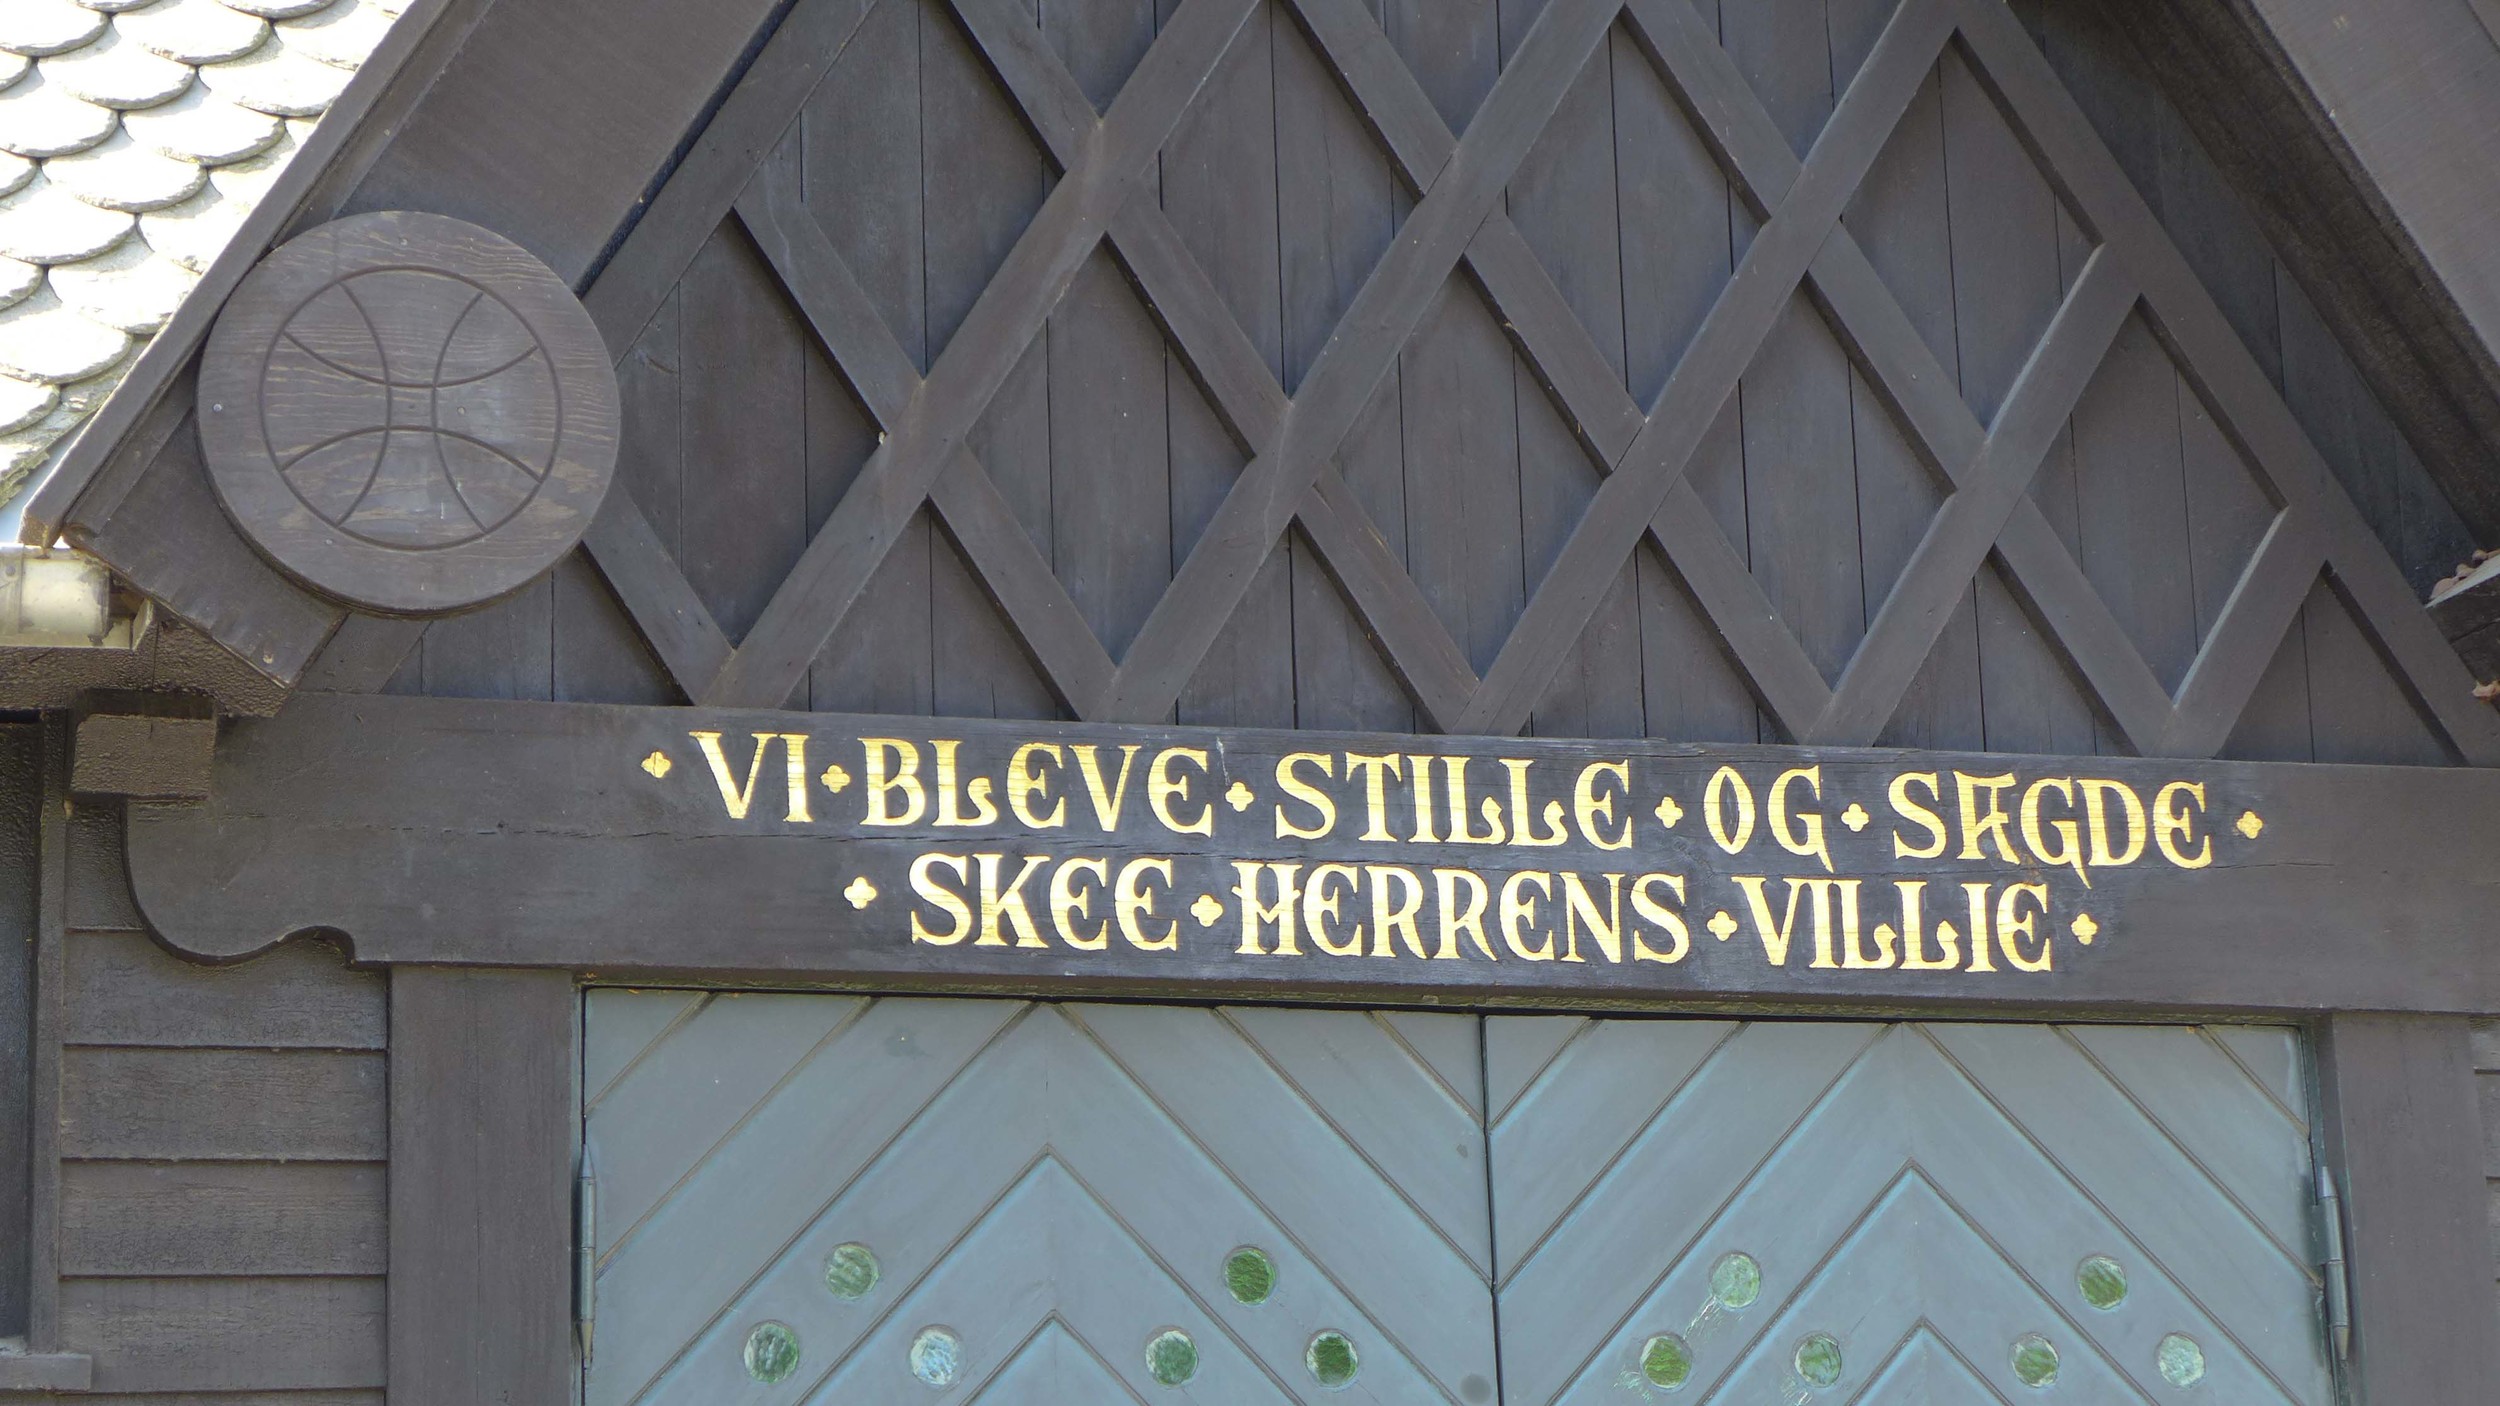 · VI · BLEVE · STILLE · OG · SAGDE ·
· SKEE · HERRENS · VILLIE ·